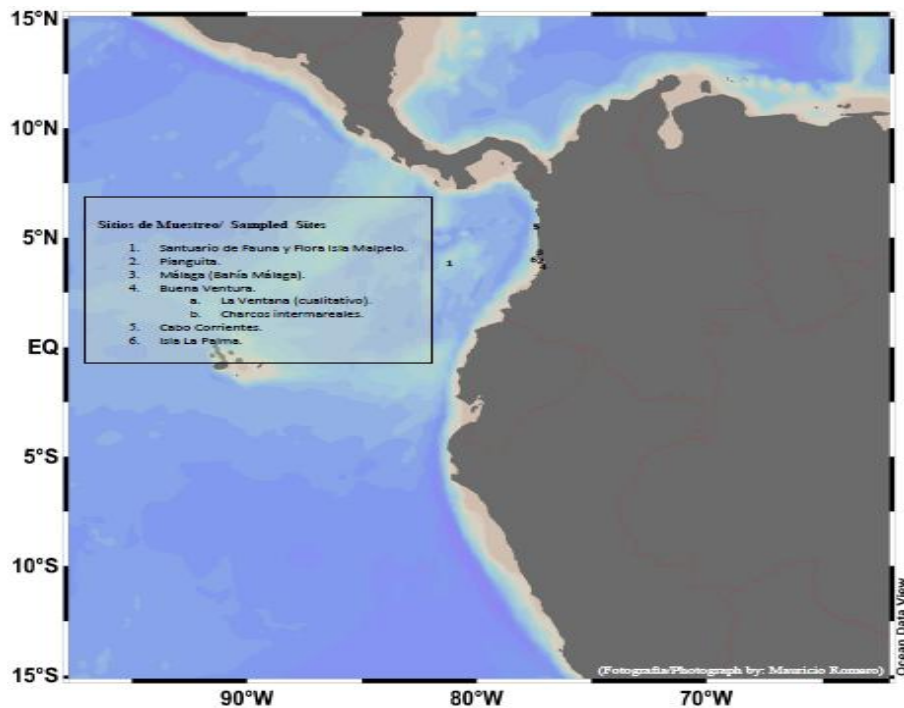 15°N
10°N
5°N
EQ
5°S
10°S
15°S
90°W 80°W 70°W
Sitios de Muestreo/ Sampled Sites
1. Santuario de Fauna y Flora Isla Malpelo.
2. Pianguita.
3. Málaga (Bahía Málaga).
4. Buena Ventura.
a. La Ventana (cualitativo).
b. Charcos intermareales.
5. Cabo Corrientes.
6. Isla La Palma.
1
5
4
(Fotografía/Photograph by: Mauricio Romero)
Ocean Data View